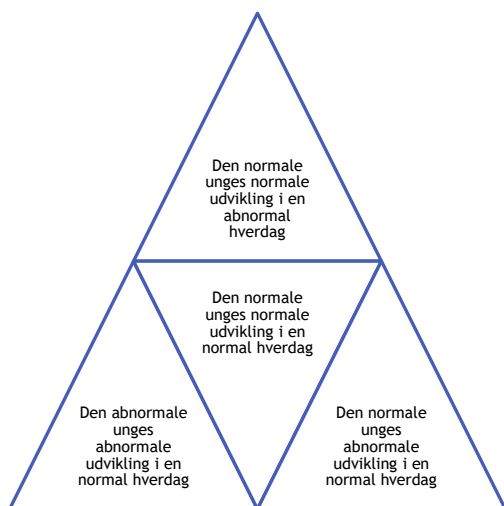 Den normale
unges normale
udvikling i en
abnormal
hverdag
Den normale
unges normale
udvikling i en
normal hverdag
Den abnormale
unges
abnormale
udvikling i en
normal hverdag
Den normale
unges
abnormale
udvikling i en
normal hverdag